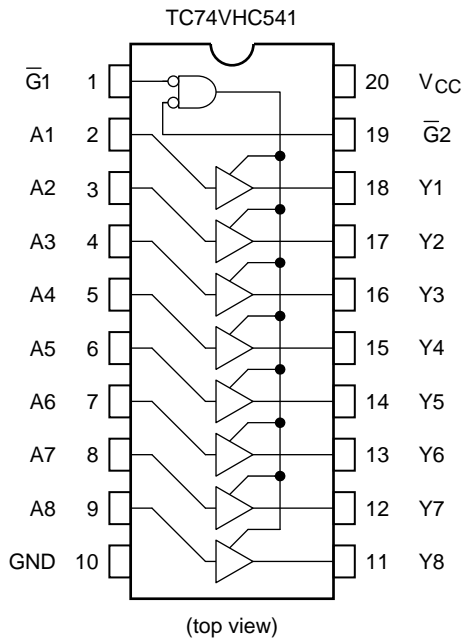 TC74VHC541
G̅1 1 20 VCC
A1 2 19 G̅2
A2 3 18 Y1
A3 4 17 Y2
A4 5 16 Y3
A5 6 15 Y4
A6 7 14 Y5
A7 8 13 Y6
A8 9 12 Y7
GND 10 11 Y8
(top view)